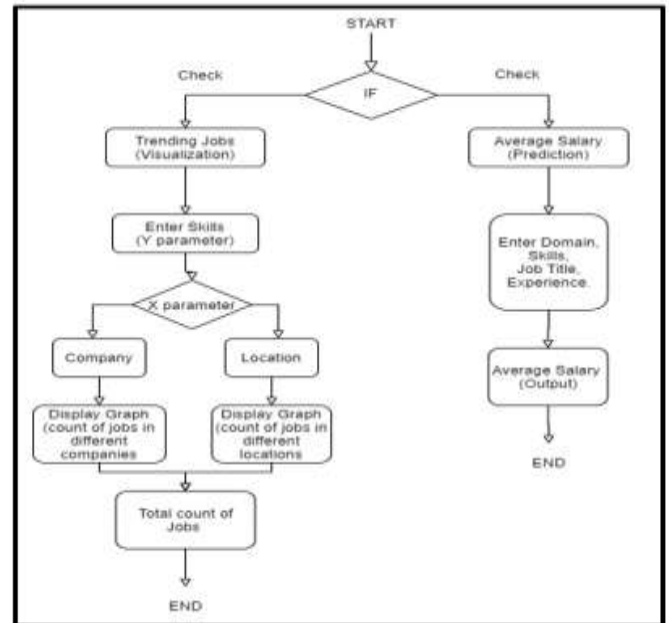 START
Check
Check
IF
Trending Jobs
(Visualization)
Average Salary
(Prediction)
Enter Skills
(Y parameter)
Enter Domain,
Skills,
Job Title,
Experience.
X parameter
Company
Location
Average Salary
(Output)
Display Graph
(count of jobs in
different
companies
Display Graph
(count of jobs in
different
locations
END
Total count of
Jobs
END